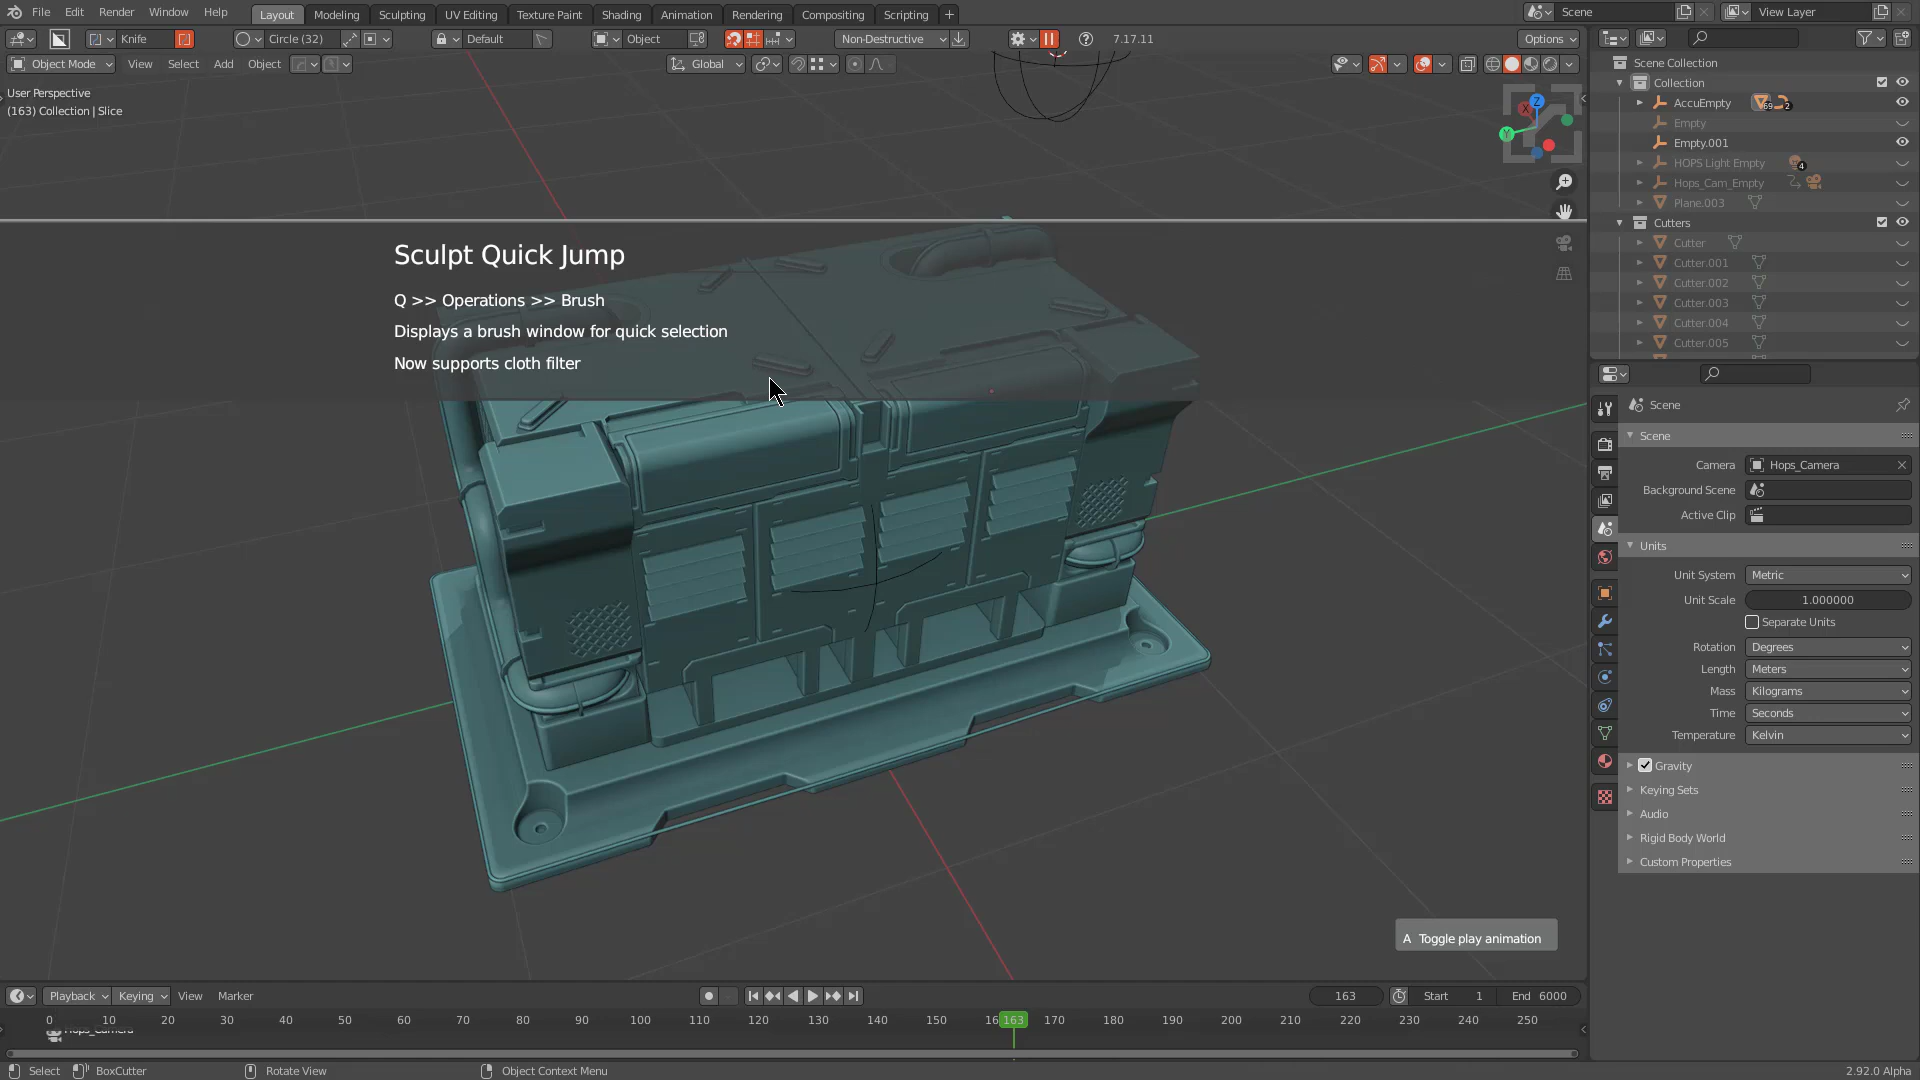 File Edit Render Window Help
Layout Modeling Sculpting UV Editing Texture Paint Shading Animation Rendering Compositing Scripting +
Scene
View Layer
Knife
Circle (32)
Default
Object
Non-Destructive
7.17.11
Options
Object Mode View Select Add Object
Global
User Perspective
(163) Collection | Slice
Z
X
Y
Sculpt Quick Jump
Q >> Operations >> Brush
Displays a brush window for quick selection
Now supports cloth filter
A Toggle play animation
Scene Collection
Collection
AccuEmpty 69 2
Empty
Empty.001
HOPS Light Empty 4
Hops_Cam_Empty
Plane.003
Cutters
Cutter
Cutter.001
Cutter.002
Cutter.003
Cutter.004
Cutter.005
Scene
Scene
Camera Hops_Camera
Background Scene
Active Clip
Units
Unit System Metric
Unit Scale 1.000000
Separate Units
Rotation Degrees
Length Meters
Mass Kilograms
Time Seconds
Temperature Kelvin
Gravity
Keying Sets
Audio
Rigid Body World
Custom Properties
Playback Keying View Marker
163 Start 1 End 6000
0 10 20 30 40 50 60 70 80 90 100 110 120 130 140 150 16 163 170 180 190 200 210 220 230 240 250
Hops_Camera
Select BoxCutter Rotate View Object Context Menu 2.92.0 Alpha